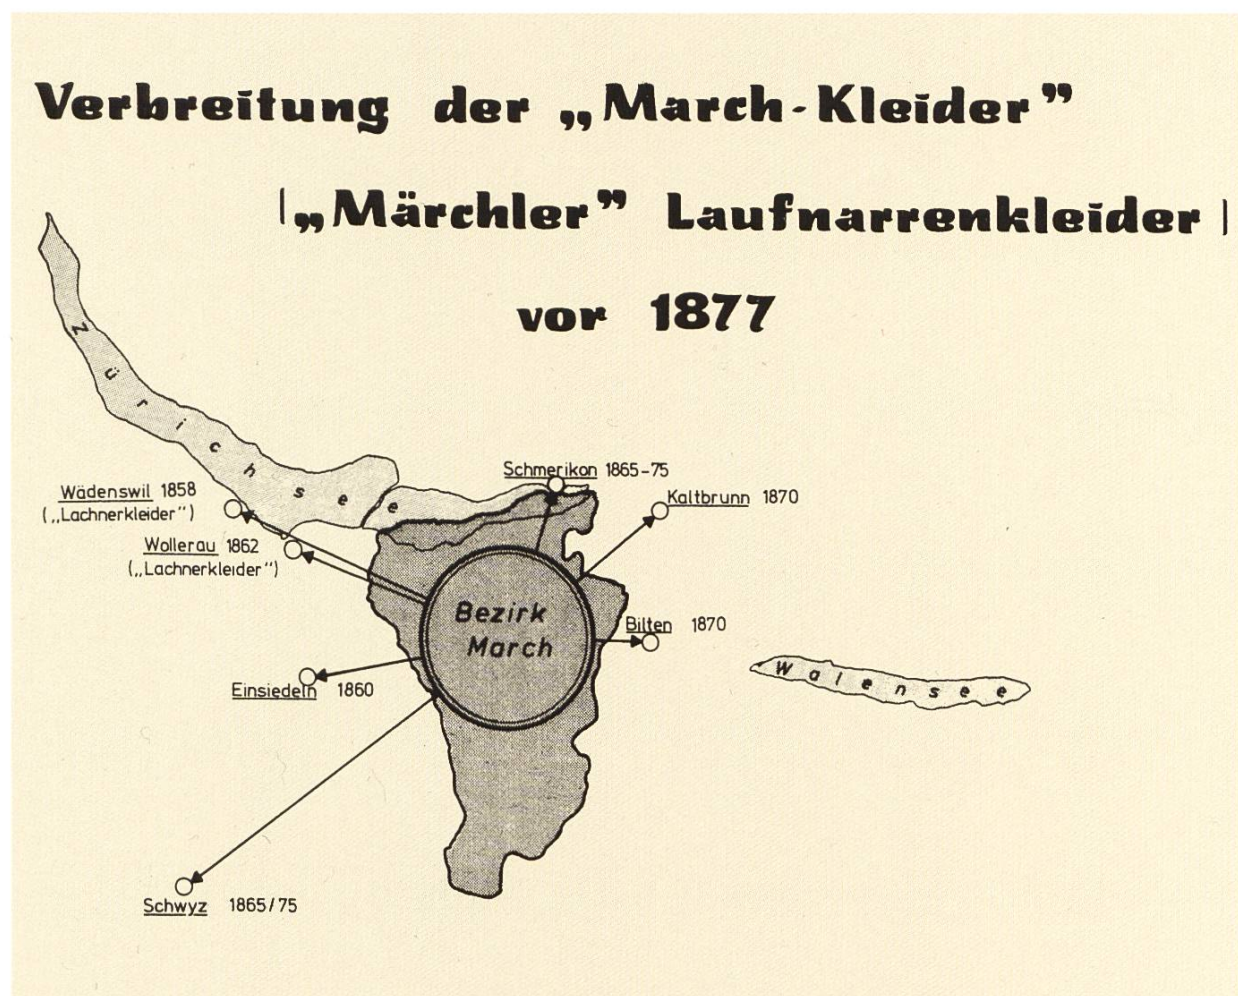 Verbreitung der „March-Kleider”
|„Märchler” Laufnarrenkleider|
vor 1877
Zürichsee
Schmerikon 1865-75
Wädenswil 1858
(„Lachnerkleider")
Kaltbrunn 1870
Wollerau 1862
(„Lachnerkleider")
Bezirk
March
Bilten 1870
Walensee
Einsiedeln 1860
Schwyz 1865/75